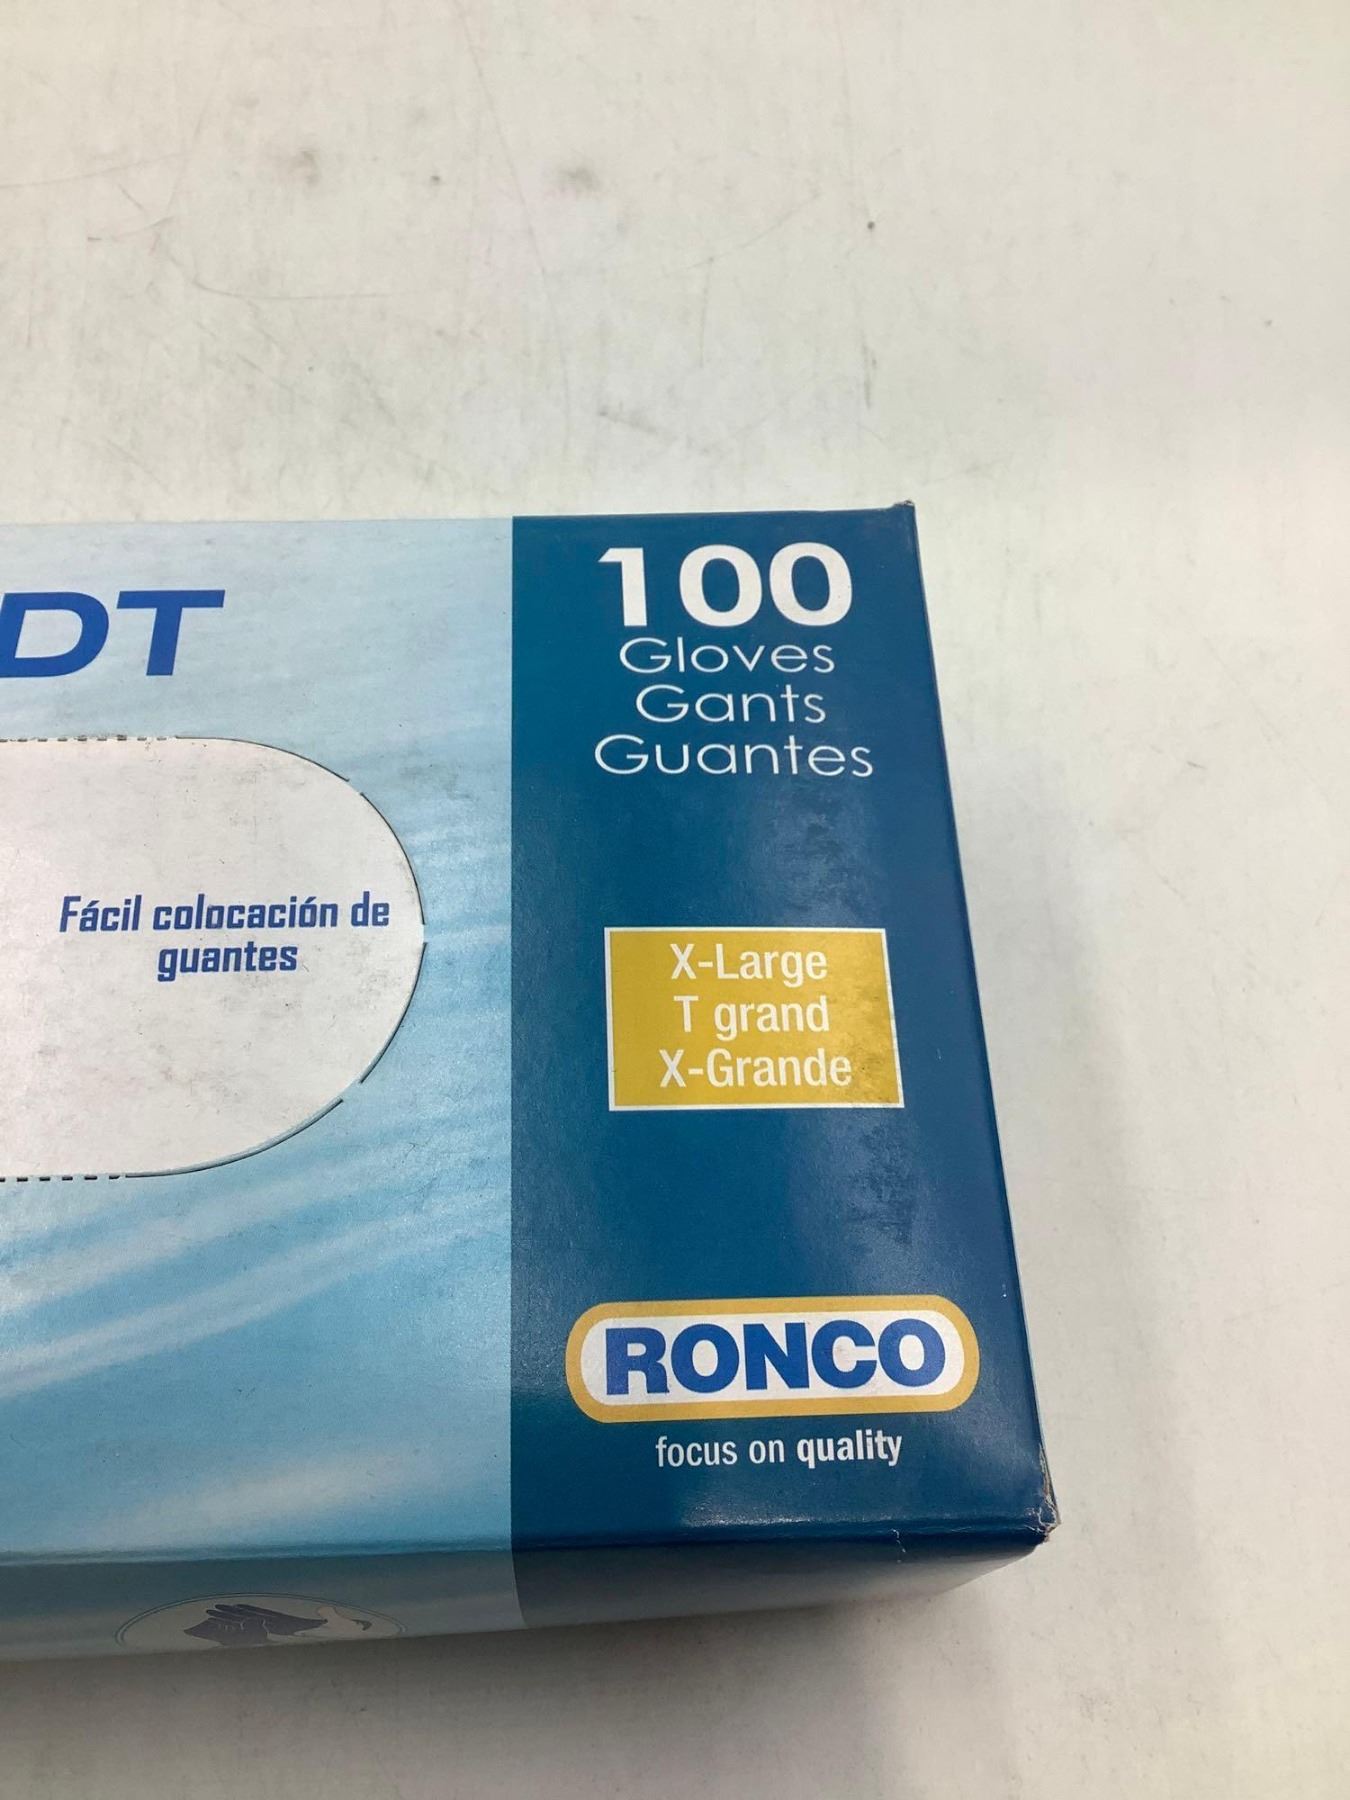 DT
100
Gloves
Gants
Guantes
Fácil colocación de
guantes
X-Large
T grand
X-Grande
RONCO
focus on quality